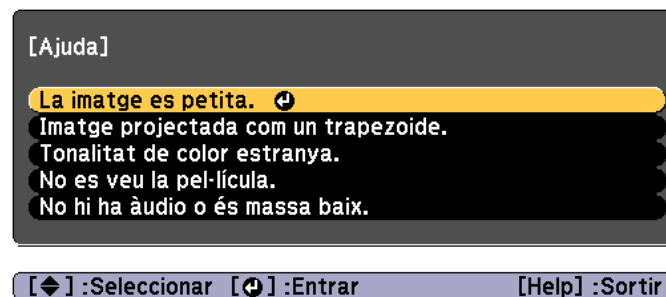 [Ajuda]
La imatge es petita.
Imatge projectada com un trapezoide.
Tonalitat de color estranya.
No es veu la pel·lícula.
No hi ha àudio o és massa baix.
[ ] :Seleccionar [ ] :Entrar [Help] :Sortir